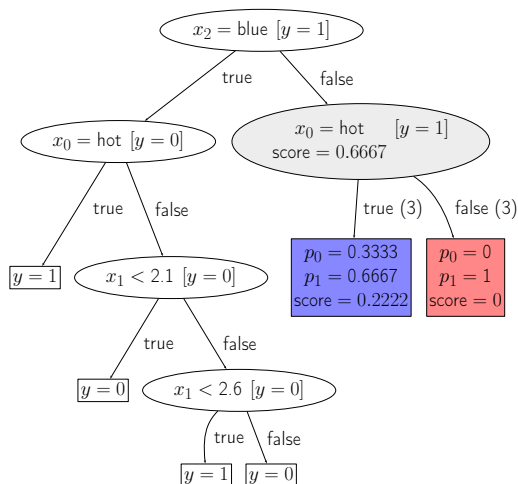 x₂ = blue [y = 1]
true
false
x₀ = hot [y = 0]
x₀ = hot [y = 1]
score = 0.6667
true
false
true (3)
false (3)
y = 1
x₁ < 2.1 [y = 0]
p₀ = 0.3333
p₁ = 0.6667
score = 0.2222
p₀ = 0
p₁ = 1
score = 0
true
false
y = 0
x₁ < 2.6 [y = 0]
true
false
y = 1
y = 0